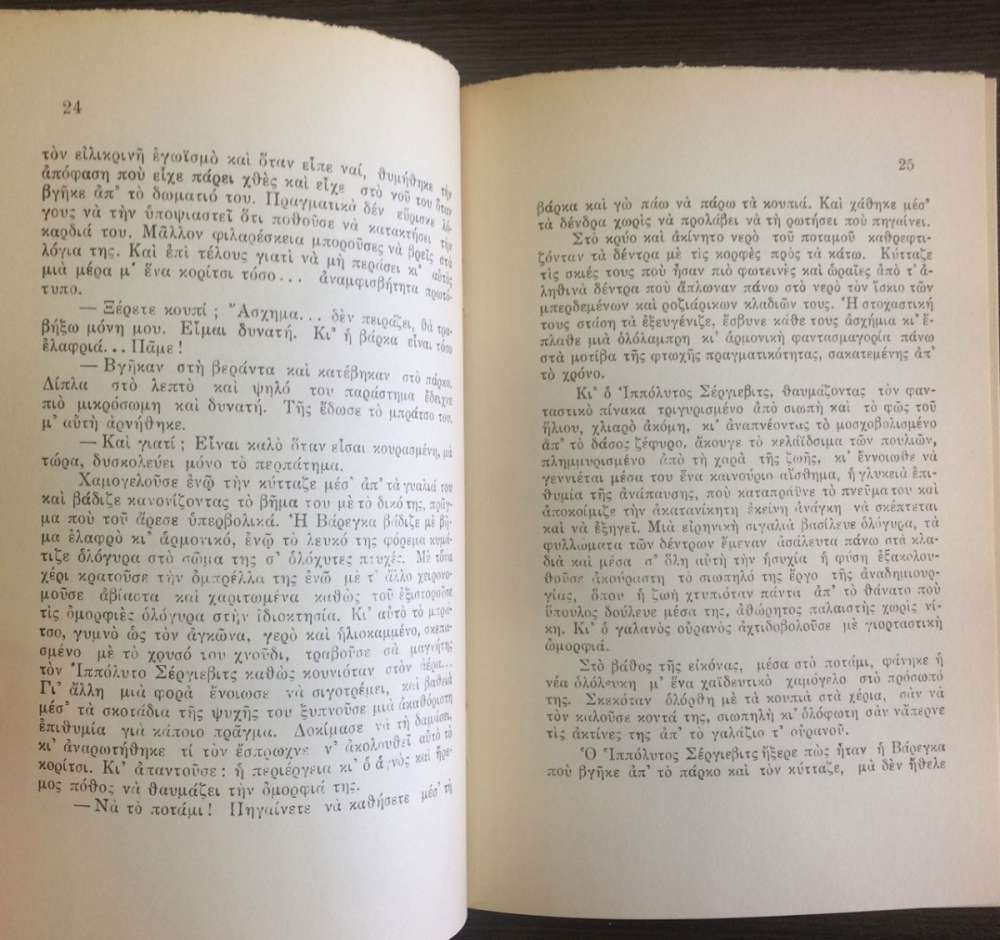 24
τὸν εἰλικρινῆ ἐγωϊσμὸ καὶ ὅταν εἶπε ναί, θυμήθηκε τὴν
ἀπόφαση ποὺ εἶχε πάρει χθὲς καὶ εἶχε στὸ νοῦ του ὅταν
βγῆκε ἀπ' τὸ δωματιό του. Πραγματικὰ δέν εὕρισκε λό-
γους νὰ τὴν ὑποψιαστεῖ ὅτι ποθοῦσε νὰ κατακτήσει τὴν
καρδιά του. Μᾶλλον φιλαρέσκεια μποροῦσες νὰ βρεῖς στὰ
λόγια της. Καὶ ἐπὶ τέλους γιατὶ νὰ μὴ περάσει κι' αὐτὸς
μιὰ μέρα μ' ἕνα κορίτσι τόσο... ἀναμφισβήτητα πρωτό-
τυπο.
— Ξέρετε κουπί ; Ἄσχημα... δὲν πειράζει, θὰ τρα-
βήξω μόνη μου. Εἶμαι δυνατή. Κι' ἡ βάρκα εἶναι τόσο
ἐλαφριά... Πᾶμε !
— Βγῆκαν στὴ βεράντα καὶ κατέβηκαν στὸ πάρκο.
Δίπλα στὸ λεπτὸ καὶ ψηλό του παράστημα ἔδειχνε
πιὸ μικρόσωμη καὶ δυνατή. Τῆς ἔδωσε τὸ μπράτσο του,
μ' αὐτὴ ἀρνήθηκε.
— Καὶ γιατί ; Εἶναι καλὸ ὅταν εἶσαι κουρασμένη, μὰ
τώρα, δυσκολεύει μόνο τὸ περπάτημα.
Χαμογελοῦσε ἐνῷ τὴν κύτταζε μέσ' ἀπ' τὰ γυαλιά του
καὶ βάδιζε κανονίζοντας τὸ βῆμα του μὲ τὸ δικό της, πρᾶγ-
μα ποὺ τοῦ ἄρεσε ὑπερβολικά. Ἡ Βάρεγκα βάδιζε μὲ βῆ-
μα ἐλαφρὸ κι' ἁρμονικό, ἐνῷ τὸ λευκό της φόρεμα κυμά-
τιζε ὁλόγυρα στὸ σῶμα της σ' ὁλόχυτες πτυχές. Μὲ τὄνα
χέρι κρατοῦσε τὴν ὀμπρέλλα της ἐνῶ μὲ τ' ἄλλο χειρονο-
μοῦσε ἀβίαστα καὶ χαριτωμένα καθὼς τοῦ ἐξιστοροῦσε
τὶς ὀμορφιὲς ὁλόγυρα στὴν ἰδιοκτησία. Κι' αὐτὸ τὸ μπρά-
τσο, γυμνὸ ὡς τὸν ἀγκῶνα, γερὸ καὶ ἡλιοκαμμένο, σκεπα-
σμένο μὲ τὸ χρυσό του χνοῦδι, τραβοῦσε σὰ μαγνήτης
τὸν Ἱππόλυτο Σέργιεβιτς καθὼς κουνιόταν στὸν ἀέρα...
Γι' ἄλλη μιὰ φορὰ ἔνοιωσε νὰ σιγοτρέμει, καὶ βαθειὰ
μέσ' τὰ σκοτάδια τῆς ψυχῆς του ξυπνοῦσε μιὰ ἀκαθόριστη
ἐπιθυμία γιὰ κάποιο πρᾶγμα. Δοκίμασε νὰ τὴ δαμάσει,
κι' ἀναρωτήθηκε τί τὸν ἔσπρωχνε ν' ἀκολουθεῖ αὐτὸ τὸ
κορίτσι. Κι' ἀπαντοῦσε : ἡ περιέργεια κι' ὁ ἁγνὸς καὶ ἤρε-
μος πόθος νὰ θαυμάζει τὴν ὀμορφιά της.
— Νὰ τὸ ποτάμι ! Πηγαίνετε νὰ καθήσετε μέσ' τὴ
25
βάρκα καὶ γὼ πάω νὰ πάρω τὰ κουπιά. Καὶ χάθηκε μέσ'
τὰ δένδρα χωρὶς νὰ προλάβει νὰ τὴ ρωτήσει ποὺ πηγαίνει.
Στὸ κρύο καὶ ἀκίνητο νερὸ τοῦ ποταμοῦ καθρεφτι-
ζόνταν τὰ δέντρα μὲ τὶς κορφὲς πρὸς τὰ κάτω. Κύτταζε
τὶς σκιές τους ποὺ ἦσαν πιὸ φωτεινὲς καὶ ὡραῖες ἀπὸ τ' ἀ-
ληθινὰ δέντρα ποὺ ἅπλωναν πάνω στὸ νερὸ τὸν ἴσκιο τῶν
μπερδεμένων καὶ ροζιάρικων κλαδιῶν τους. Ἡ στοχαστική
τους στάση τὰ ἐξευγένιζε, ἔσβυνε κάθε τους ἀσχήμια κι' ἔ-
πλαθε μιὰ ὁλόλαμπρη κι' ἁρμονικὴ φαντασμαγορία πάνω
στὰ μοτίβα τῆς φτωχῆς πραγματικότητας, σακατεμένης ἀπ'
τὸ χρόνο.
Κι' ὁ Ἱππόλυτος Σέργιεβιτς, θαυμάζοντας τὸν φαν-
ταστικὸ πίνακα τριγυρισμένο ἀπὸ σιωπὴ καὶ τὸ φῶς τοῦ
ἥλιου, χλιαρὸ ἀκόμη, κι' ἀναπνέοντας τὸ μοσχοβολισμένο
ἀπ' τὸ δάσος ζέφυρο, ἄκουγε τὸ κελαΐδισμα τῶν πουλιῶν,
πλημμυρισμένο ἀπὸ τὴ χαρὰ τῆς ζωῆς, κι' ἔννοιωθε νὰ
γεννιέται μέσα του ἕνα καινούριο αἴσθημα, ἡ γλυκειὰ ἐπι-
θυμία τῆς ἀνάπαυσης, ποὺ καταπραῦνε τὸ πνεῦμα του καὶ
ἀποκοίμιζε τὴν ἀκατανίκητη ἐκείνη ἀνάγκη νὰ σκέπτεται
καὶ νὰ ἐξηγεῖ. Μιὰ εἰρηνικὴ σιγαλιὰ βασίλευε ὁλόγυρα, τὰ
φυλλώματα τῶν δέντρων ἔμεναν ἀσάλευτα πάνω στὰ κλα-
διὰ καὶ μέσα σ' ὅλη αὐτὴ τὴν ἡσυχία ἡ φύση ἐξακολου-
θοῦσε ἀκούραστη τὸ σιωπηλό της ἔργο τῆς ἀναδημιουρ-
γίας, ὅπου ἡ ζωὴ χτυπιόταν πάντα ἀπ' τὸ θάνατο ποὺ
ὕπουλος δούλευε μέσα της, ἀθώρητος παλαιστὴς χωρὶς νί-
κη. Κι' ὁ γαλανὸς οὐρανὸς ἀχτιδοβολοῦσε μὲ γιορταστικὴ
ὠμορφιά.
Στὸ βάθος τῆς εἰκόνας, μέσα στὸ ποτάμι, φάνηκε ἡ
νέα ὁλόλευκη μ' ἕνα χαϊδευτικὸ χαμόγελο στὸ πρόσωπό
της. Σκεκόταν ὁλόρθη μὲ τὰ κουπιὰ στὰ χέρια, σὰν νὰ
τὸν καλοῦσε κοντά της, σιωπηλὴ κι' ὁλόφωτη σὰν νἄπερνε
τὶς ἀκτίνες της ἀπ' τὸ γαλάζιο τ' οὐρανοῦ.
Ὁ Ἱππόλυτος Σέργιεβιτς ἤξερε πὼς ἦταν ἡ Βάρεγκα
ποὺ βγῆκε ἀπ' τὸ πάρκο καὶ τὸν κύτταζε, μὰ δὲν ἤθελε